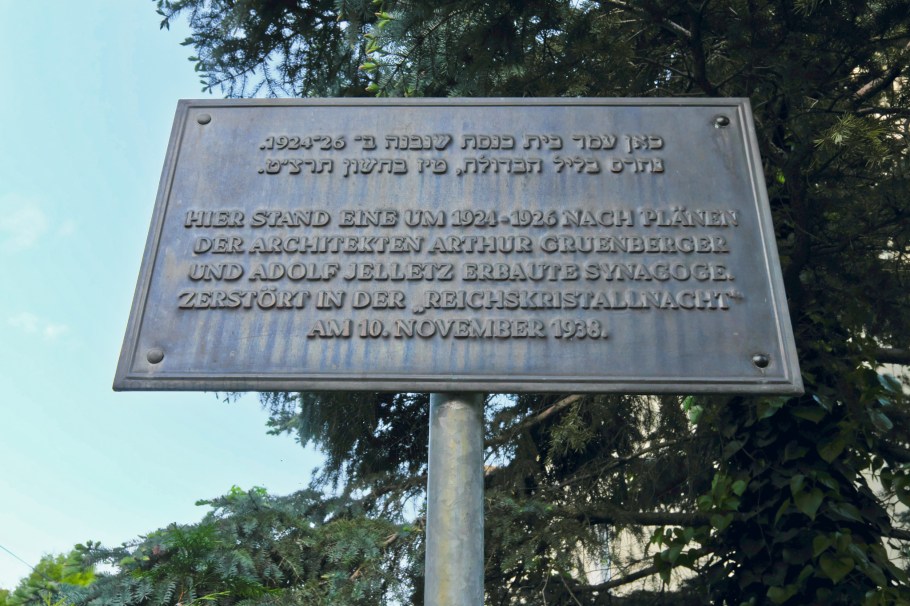 כאן עמד בית כנסת שנבנה ב־ 26־1924.
נהרס בליל הבדולח, טיז בחשון תרצ״ט.
HIER STAND EINE UM 1924-1926 NACH PLÄNEN
DER ARCHITEKTEN ARTHUR GRUENBERGER
UND ADOLF JELLETZ ERBAUTE SYNAGOGE.
ZERSTÖRT IN DER „REICHSKRISTALLNACHT“
AM 10. NOVEMBER 1938.